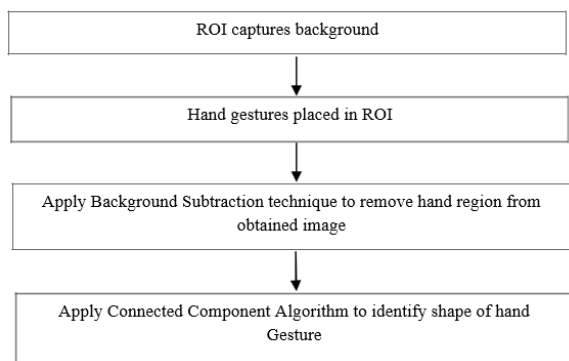 ROI captures background
Hand gestures placed in ROI
Apply Background Subtraction technique to remove hand region from
obtained image
Apply Connected Component Algorithm to identify shape of hand
Gesture